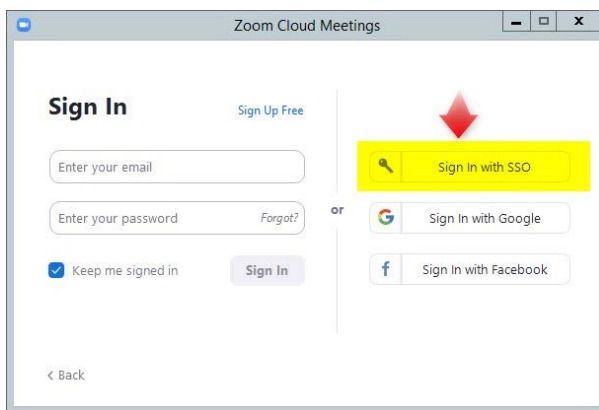 Zoom Cloud Meetings
Sign In
Sign Up Free
Enter your email
Enter your password
Forgot?
Keep me signed in
Sign In
or
Sign In with SSO
Sign In with Google
Sign In with Facebook
< Back